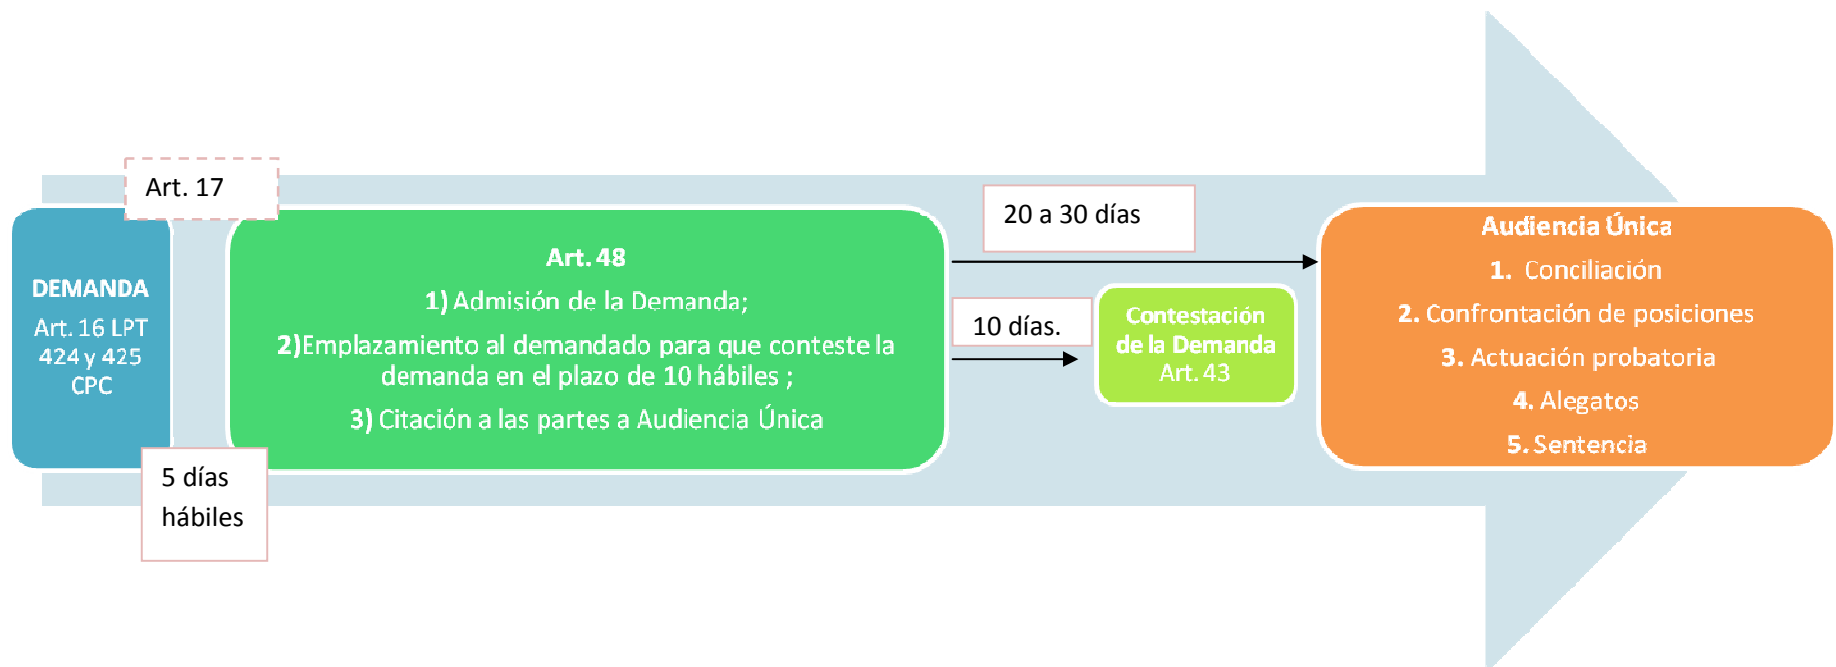 Art. 17
DEMANDA
Art. 16 LPT
424 y 425
CPC
5 días
hábiles
Art. 48
1) Admisión de la Demanda;
2)Emplazamiento al demandado para que conteste la
demanda en el plazo de 10 hábiles ;
3) Citación a las partes a Audiencia Única
20 a 30 días
10 días.
Contestación
de la Demanda
Art. 43
Audiencia Única
1. Conciliación
2. Confrontación de posiciones
3. Actuación probatoria
4. Alegatos
5. Sentencia